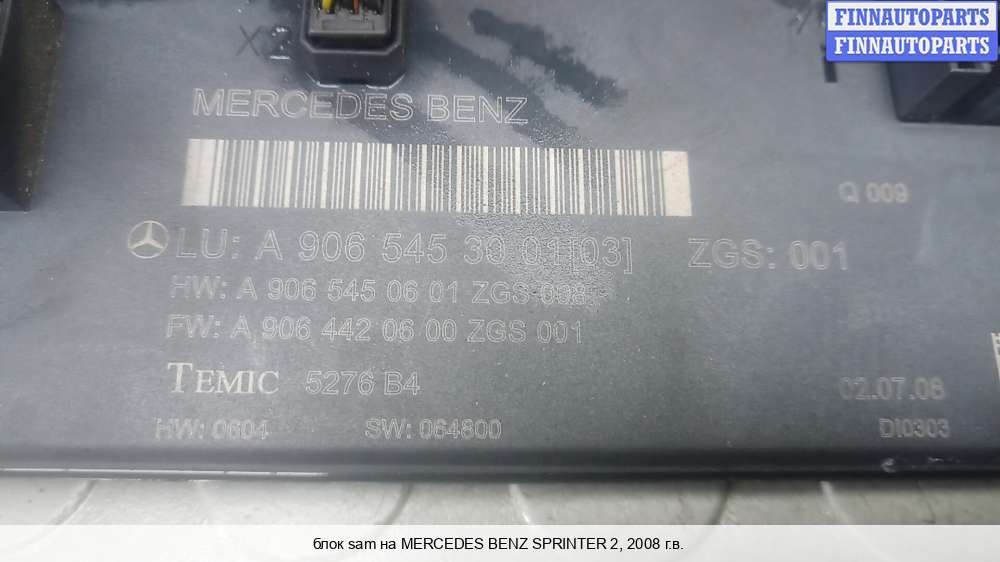 FINNAUTOPARTS
FINNAUTOPARTS
MERCEDES BENZ
Q 009
LU: A 906 545 30 01[03] ZGS: 001
HW: A 906 545 06 01 ZGS
FW: A 906 442 06 00 ZGS 001
TEMIC 5276 B4
02.07.08
HW: 0604 SW: 064800
DI0303
блок sam на MERCEDES BENZ SPRINTER 2, 2008 г.в.